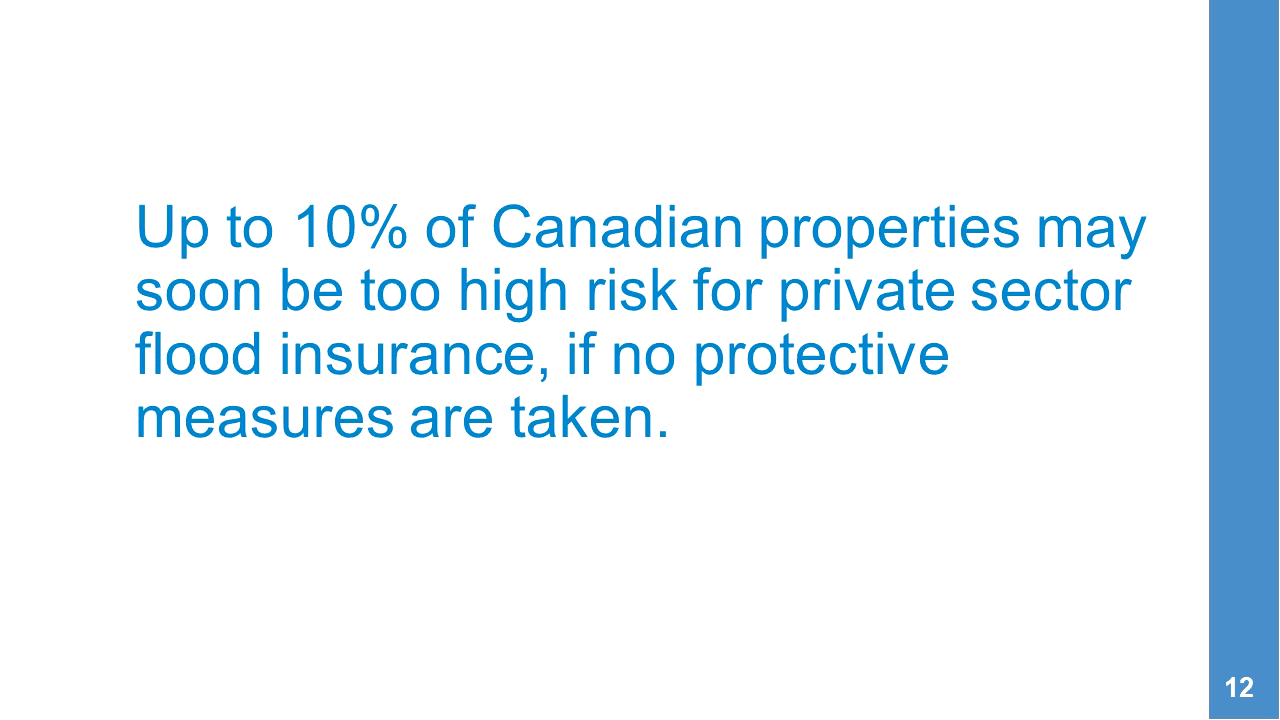 Up to 10% of Canadian properties may
soon be too high risk for private sector
flood insurance, if no protective
measures are taken.
12